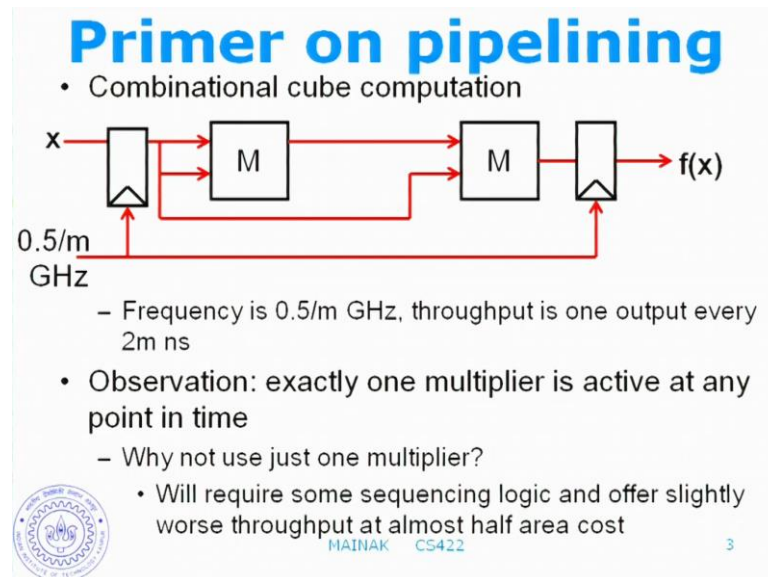 Primer on pipelining
• Combinational cube computation
x
M
M
f(x)
0.5/m
GHz
– Frequency is 0.5/m GHz, throughput is one output every
2m ns
• Observation: exactly one multiplier is active at any
point in time
– Why not use just one multiplier?
• Will require some sequencing logic and offer slightly
worse throughput at almost half area cost
MAINAK CS422
3